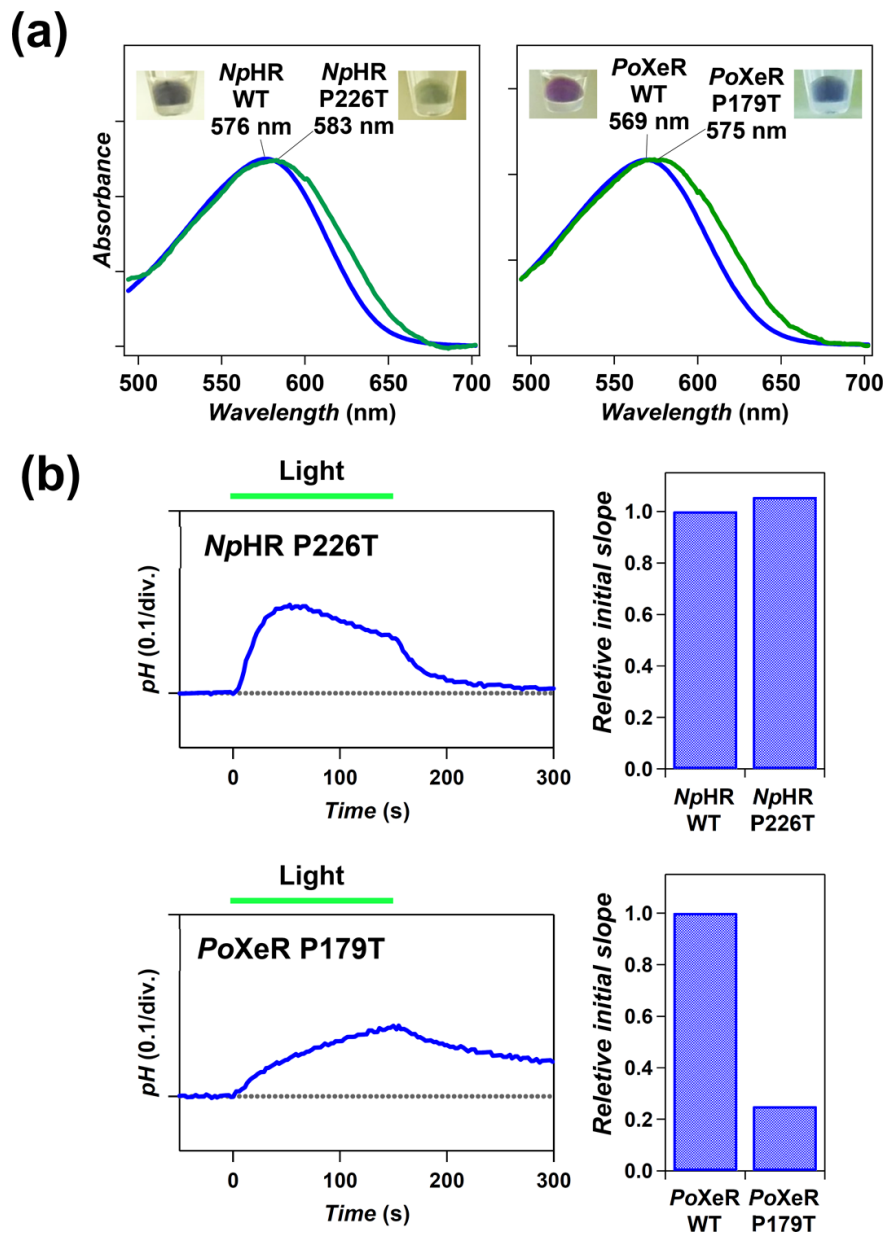 (a)
NpHR
WT
576 nm
NpHR
P226T
583 nm
Absorbance
500 550 600 650 700
Wavelength (nm)
PoXeR
WT
569 nm
PoXeR
P179T
575 nm
500 550 600 650 700
Wavelength (nm)
(b)
Light
NpHR P226T
pH (0.1/div.)
0 100 200 300
Time (s)
Reletive initial slope
1.0
0.8
0.6
0.4
0.2
0.0
NpHR
WT
NpHR
P226T
Light
PoXeR P179T
pH (0.1/div.)
0 100 200 300
Time (s)
Reletive initial slope
1.0
0.8
0.6
0.4
0.2
0.0
PoXeR
WT
PoXeR
P179T